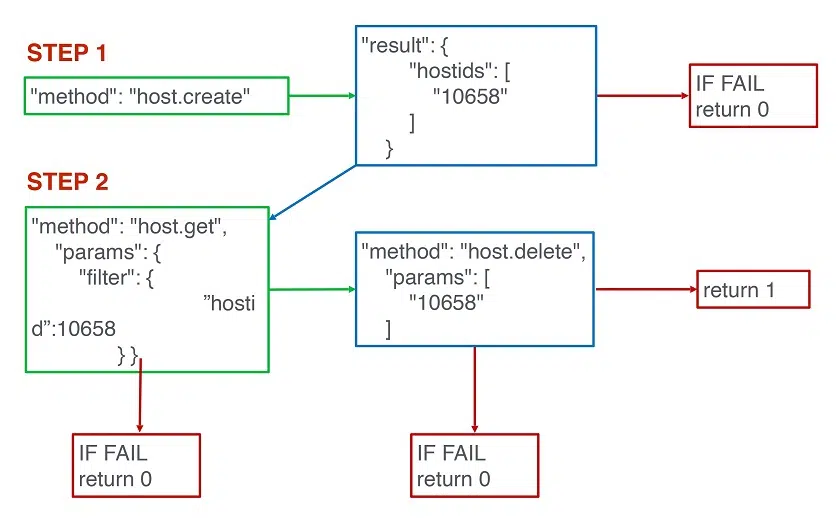 STEP 1
"method": "host.create"
"result": {
"hostids": [
"10658"
]
}
IF FAIL
return 0
STEP 2
"method": "host.get",
"params": {
"filter": {
”hosti
d”:10658
} }
"method": "host.delete",
"params": [
"10658"
]
return 1
IF FAIL
return 0
IF FAIL
return 0